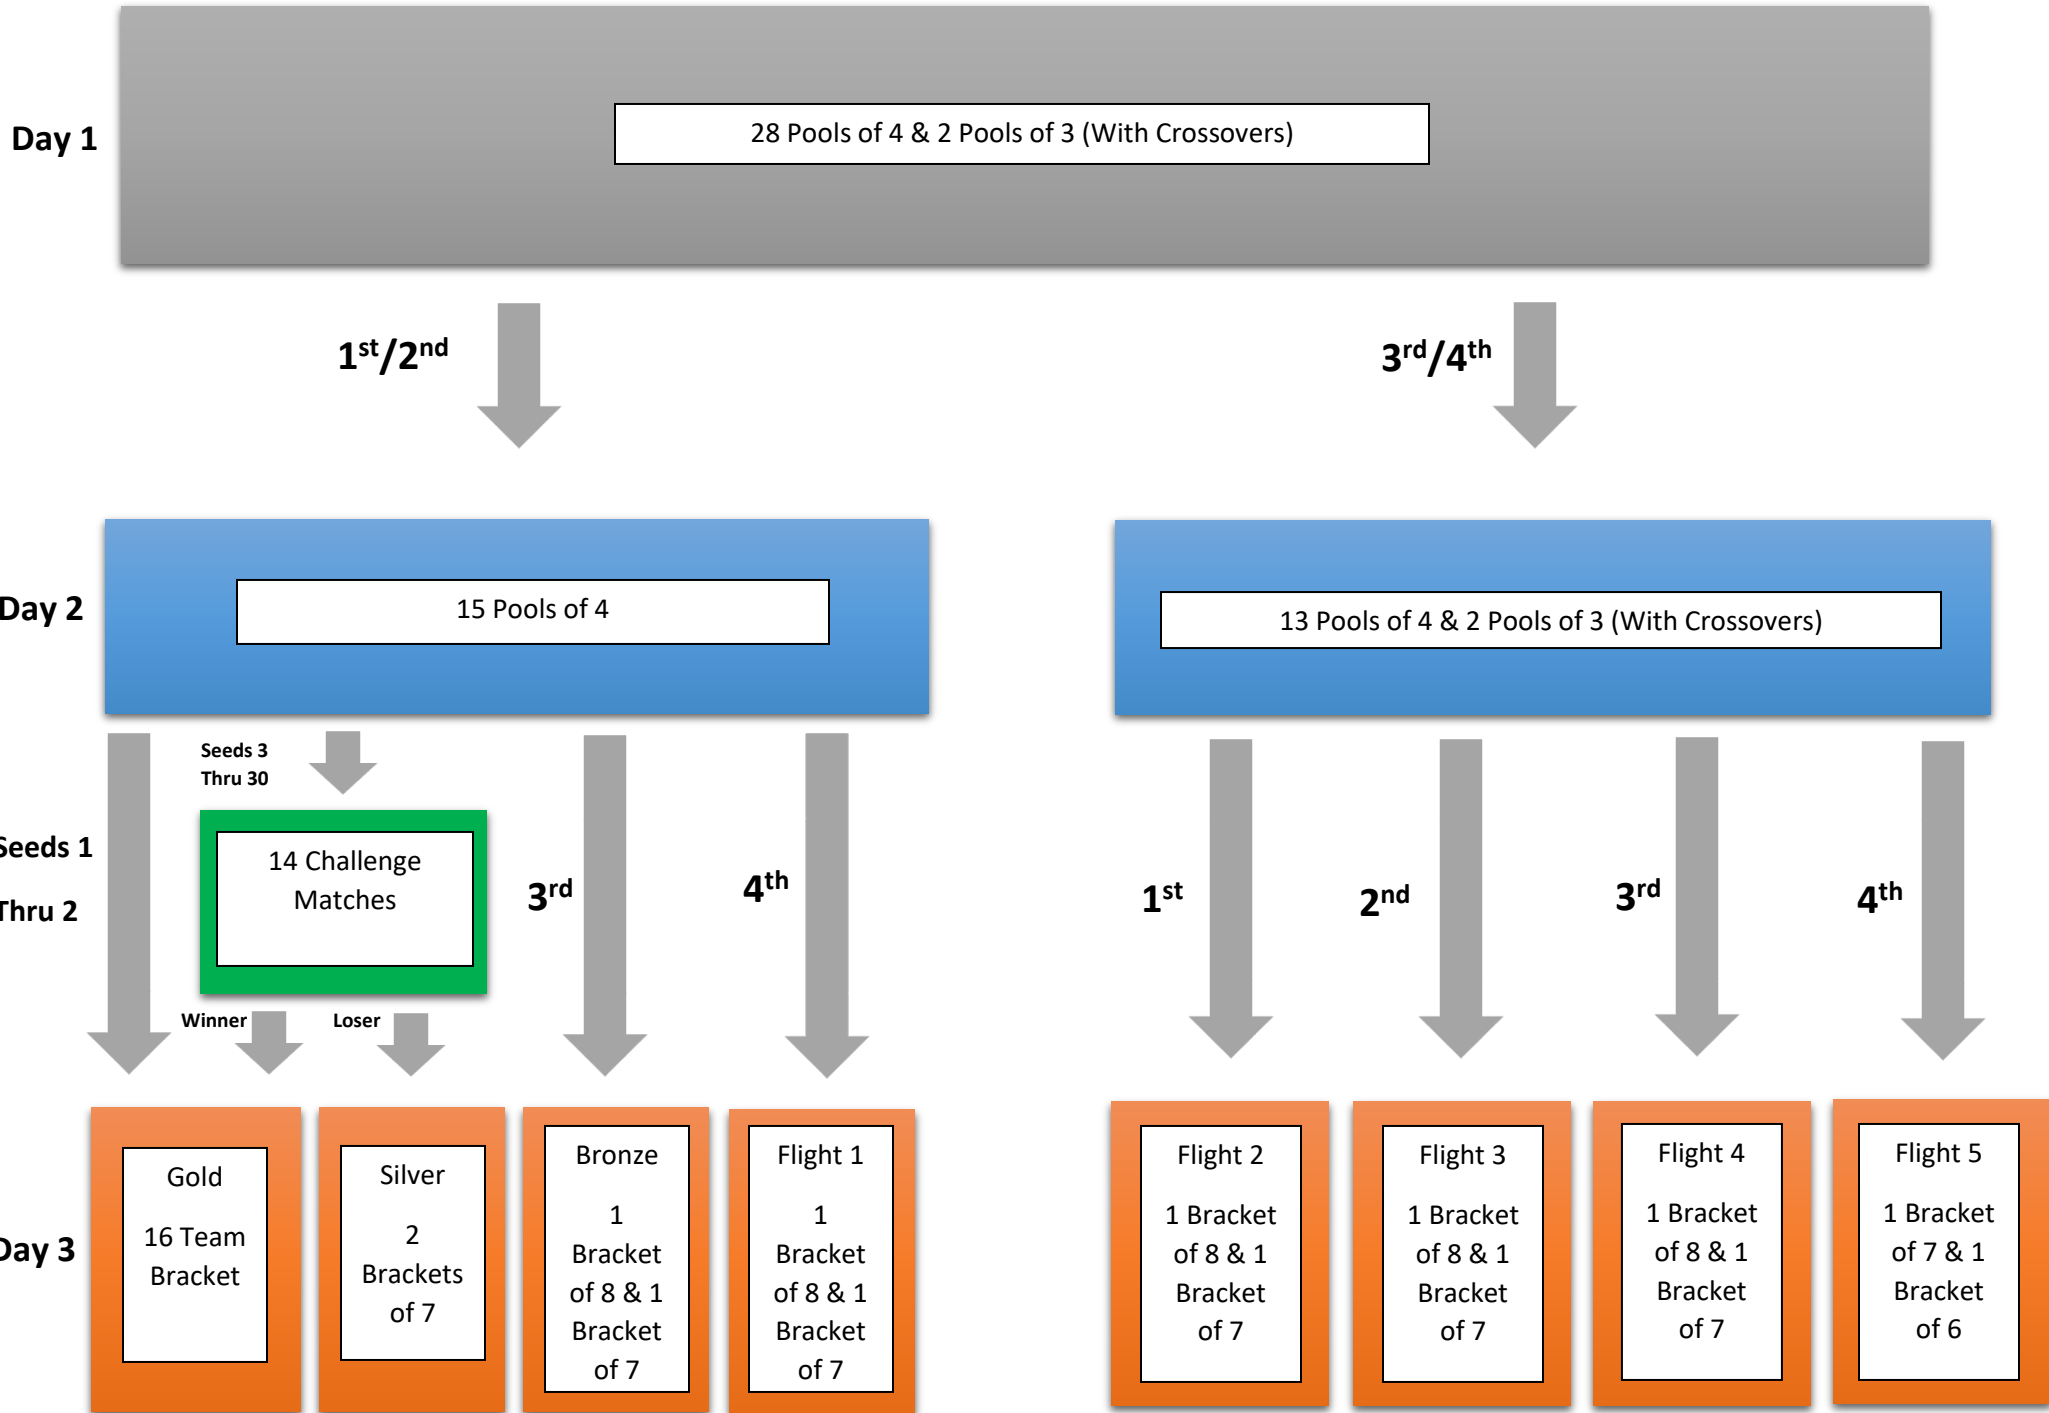 Day 1
28 Pools of 4 & 2 Pools of 3 (With Crossovers)
1st/2nd
3rd/4th
Day 2
15 Pools of 4
13 Pools of 4 & 2 Pools of 3 (With Crossovers)
Seeds 3
Thru 30
Seeds 1
Thru 2
14 Challenge
Matches
3rd
4th
1st
2nd
3rd
4th
Winner
Loser
Day 3
Gold
16 Team
Bracket
Silver
2
Brackets
of 7
Bronze
1
Bracket
of 8 & 1
Bracket
of 7
Flight 1
1
Bracket
of 8 & 1
Bracket
of 7
Flight 2
1 Bracket
of 8 & 1
Bracket
of 7
Flight 3
1 Bracket
of 8 & 1
Bracket
of 7
Flight 4
1 Bracket
of 8 & 1
Bracket
of 7
Flight 5
1 Bracket
of 7 & 1
Bracket
of 6